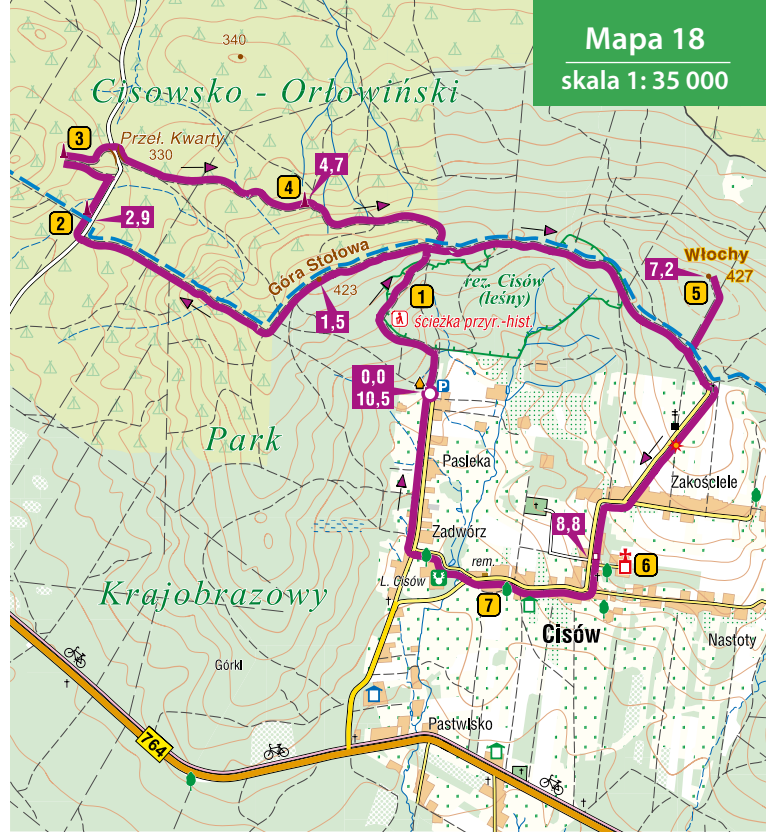 Mapa 18
skala 1: 35 000
340
Cisowsko - Orłowiński
3
Przeł. Kwarty
330
4,7
4
2
2,9
Góra Stołowa
423
1,5
1
rez. Cisów
(leśny)
ścieżka przyr.-hist.
Włochy
7,2
427
5
0,0
10,5
P
Park
Pasieka
Zakościele
Zadwórz
8,8
rem.
L. Cisów
6
7
Krajobrazowy
Cisów
Nastoty
Górki
Pastwisko
764